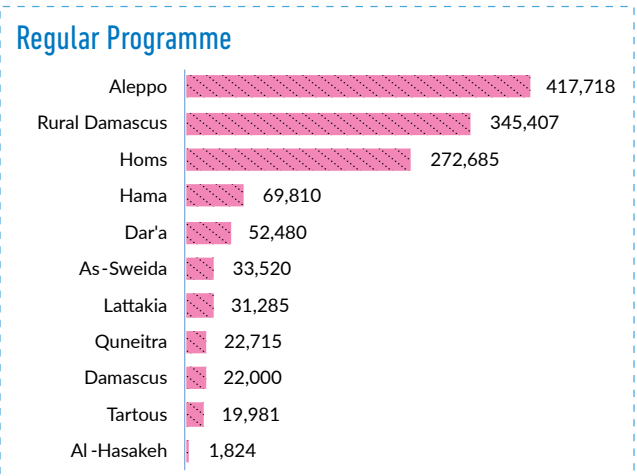 Regular Programme
Aleppo 417,718
Rural Damascus 345,407
Homs 272,685
Hama 69,810
Dar'a 52,480
As-Sweida 33,520
Lattakia 31,285
Quneitra 22,715
Damascus 22,000
Tartous 19,981
Al-Hasakeh 1,824